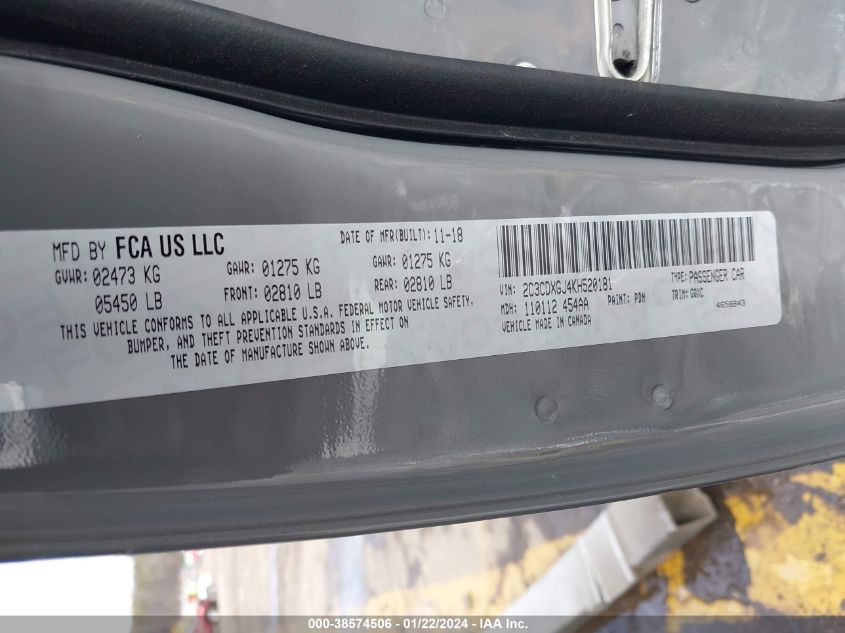 MFD BY FCA US LLC
DATE OF MFR(BUILT): 11-18
GVWR: 02473 KG
05450 LB
GAWR: 01275 KG
FRONT: 02810 LB
GAWR: 01275 KG
REAR: 02810 LB
THIS VEHICLE CONFORMS TO ALL APPLICABLE U.S.A. FEDERAL MOTOR VEHICLE SAFETY,
BUMPER, AND THEFT PREVENTION STANDARDS IN EFFECT ON
THE DATE OF MANUFACTURE SHOWN ABOVE.
VIN: 2C3CDXGJ4KH520181
TYPE: PASSENGER CAR
MDH: 110112 454AA
PAINT: PDN
TRIM: GBXC
VEHICLE MADE IN CANADA
4658843
000-38574506 - 01/22/2024 - IAA Inc.